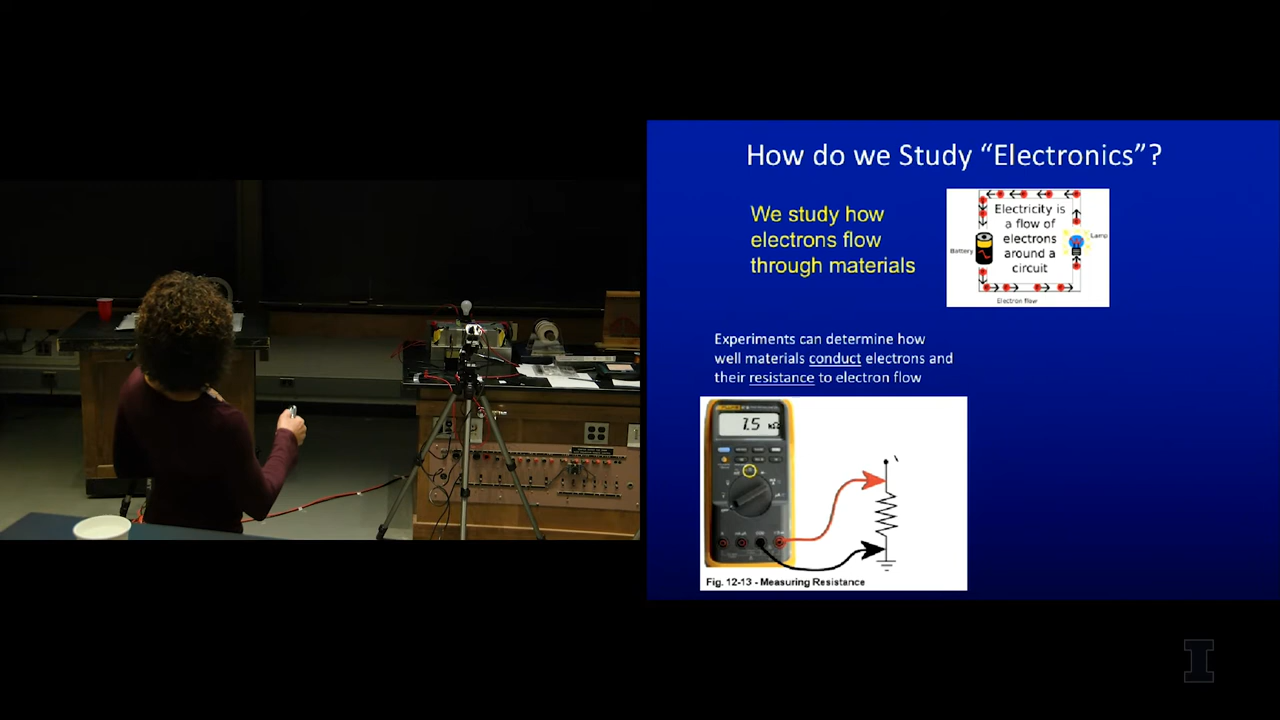 How do we Study “Electronics”?
We study how
electrons flow
through materials
Electricity is
a flow of
electrons
around a
circuit
Battery
Lamp
Electron flow
Experiments can determine how
well materials conduct electrons and
their resistance to electron flow
7.5 kΩ
Fig. 12-13 - Measuring Resistance
I